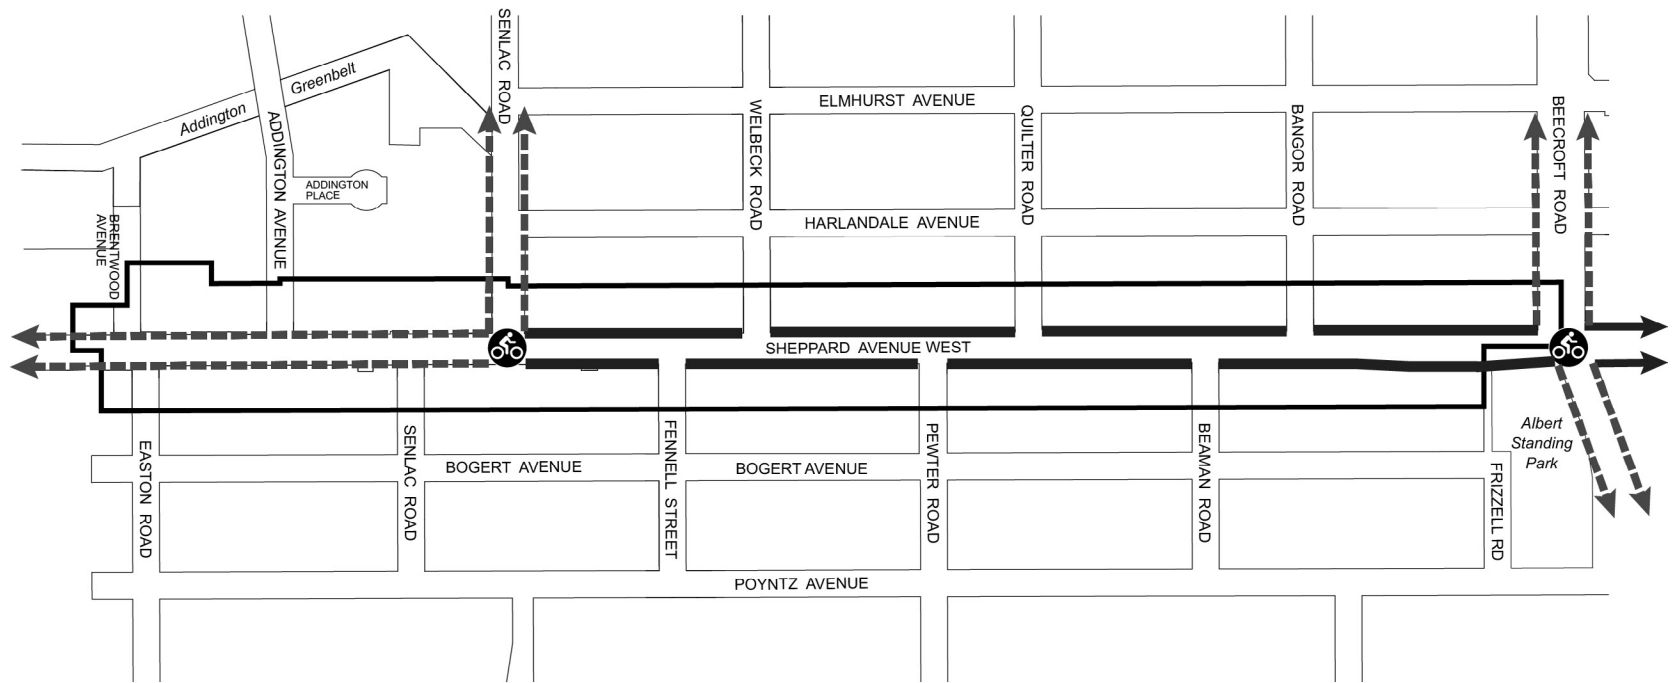 SENLAC ROAD
Addington Greenbelt
ELMHURST AVENUE
ADDINGTON AVENUE
WELBECK ROAD
QUILTER ROAD
BANGOR ROAD
BEECROFT ROAD
ADDINGTON
PLACE
BRENTWOOD
AVENUE
HARLANDALE AVENUE
SHEPPARD AVENUE WEST
EASTON ROAD
SENLAC ROAD
FENNELL STREET
PEWTER ROAD
BEAMAN ROAD
FRIZZELL RD
Albert
Standing
Park
BOGERT AVENUE
BOGERT AVENUE
POYNTZ AVENUE